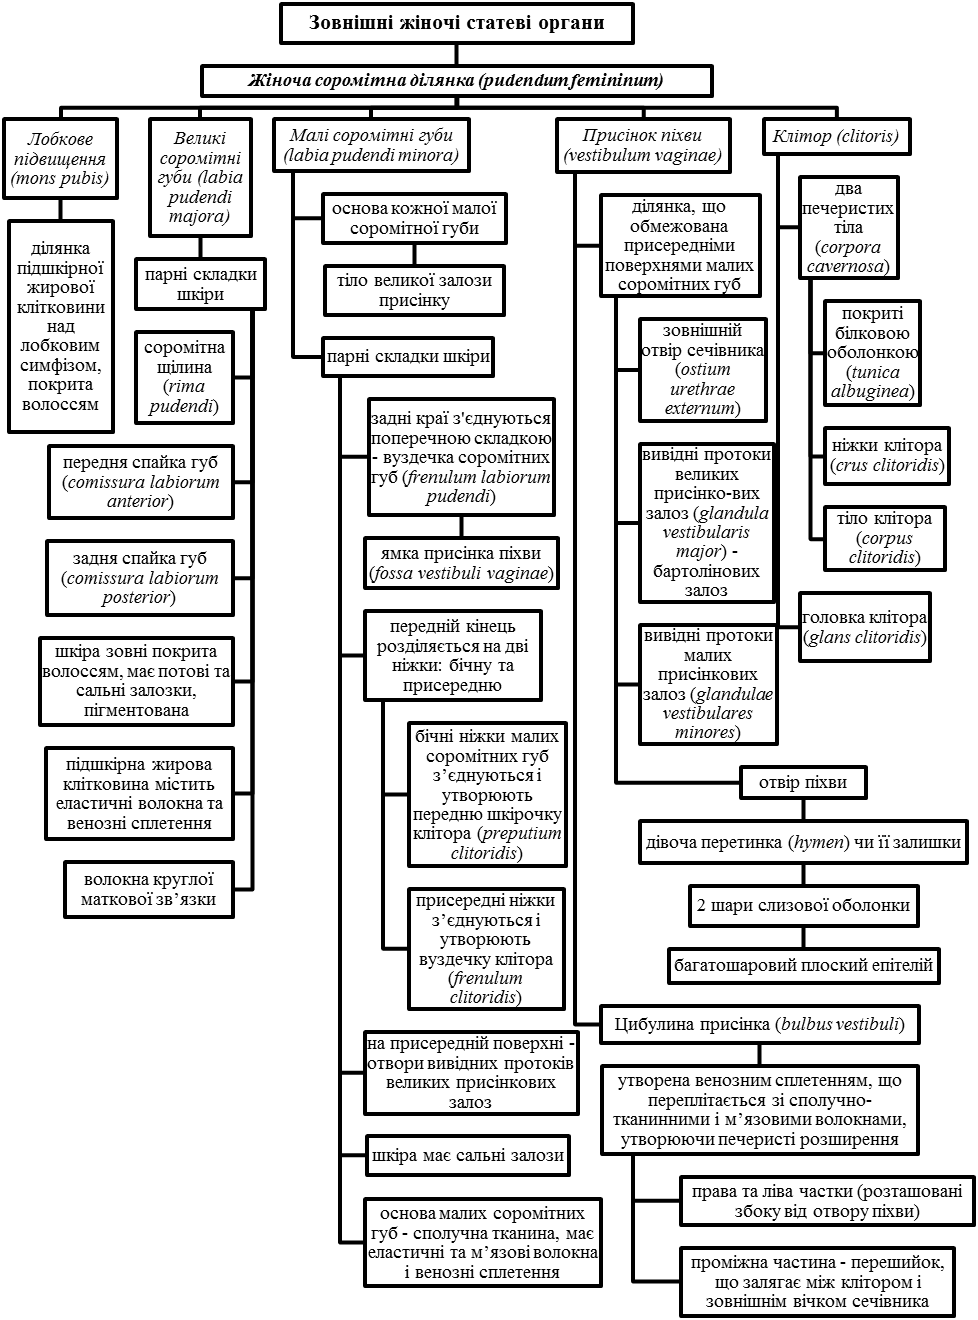 Зовнішні жіночі статеві органи
Жіноча соромітна ділянка (pudendum femininum)
Лобкове
підвищення
(mons pubis)
ділянка
підшкірної
жирової
клітковини
над
лобковим
симфізом,
покрита
волоссям
Великі
соромітні
губи (labia
pudendi
majora)
парні складки
шкіри
соромітна
щілина
(rima
pudendi)
передня спайка губ
(comissura labiorum
anterior)
задня спайка губ
(comissura labiorum
posterior)
шкіра зовні покрита
волоссям, має потові та
сальні залозки,
пігментована
підшкірна жирова
клітковина містить
еластичні волокна та
венозні сплетення
волокна круглої
маткової зв’язки
Малі соромітні губи
(labia pudendi minora)
основа кожної малої
соромітної губи
тіло великої залози
присінку
парні складки шкіри
задні краї з'єднуються
поперечною складкою
- вуздечка соромітних
губ (frenulum labiorum
pudendi)
ямка присінка піхви
(fossa vestibuli vaginae)
передній кінець
розділяється на дві
ніжки: бічну та
присередню
бічні ніжки малих
соромітних губ
з’єднуються і
утворюють
передню шкірочку
клітора (preputium
clitoridis)
присередні ніжки
з’єднуються і
утворюють
вуздечку клітора
(frenulum
clitoridis)
на присередній поверхні -
отвори вивідних протоків
великих присінкових
залоз
шкіра має сальні залози
основа малих соромітних
губ - сполучна тканина, має
еластичні та м’язові волокна
і венозні сплетення
Присінок піхви
(vestibulum vaginae)
ділянка, що
обмежована
присередніми
поверхнями малих
соромітних губ
зовнішній
отвір сечівника
(ostium
urethrae
externum)
вивідні протоки
великих
присінко-вих
залоз (glandula
vestibularis
major) -
бартолінових
залоз
вивідні протоки
малих
присінкових
залоз (glandulae
vestibulares
minores)
отвір піхви
дівоча перетинка (hymen) чи її залишки
2 шари слизової оболонки
багатошаровий плоский епітелій
Цибулина присінка (bulbus vestibuli)
утворена венозним сплетенням, що
переплітається зі сполучно-
тканинними і м’язовими волокнами,
утворюючи печеристі розширення
права та ліва частки (розташовані
збоку від отвору піхви)
проміжна частина - перешийок,
що залягає між клітором і
зовнішнім вічком сечівника
Клітор (clitoris)
два
печеристих
тіла
(corpora
cavernosa)
покриті
білковою
оболонкою
(tunica
albuginea)
ніжки клітора
(crus clitoridis)
тіло клітора
(corpus
clitoridis)
головка клітора
(glans clitoridis)